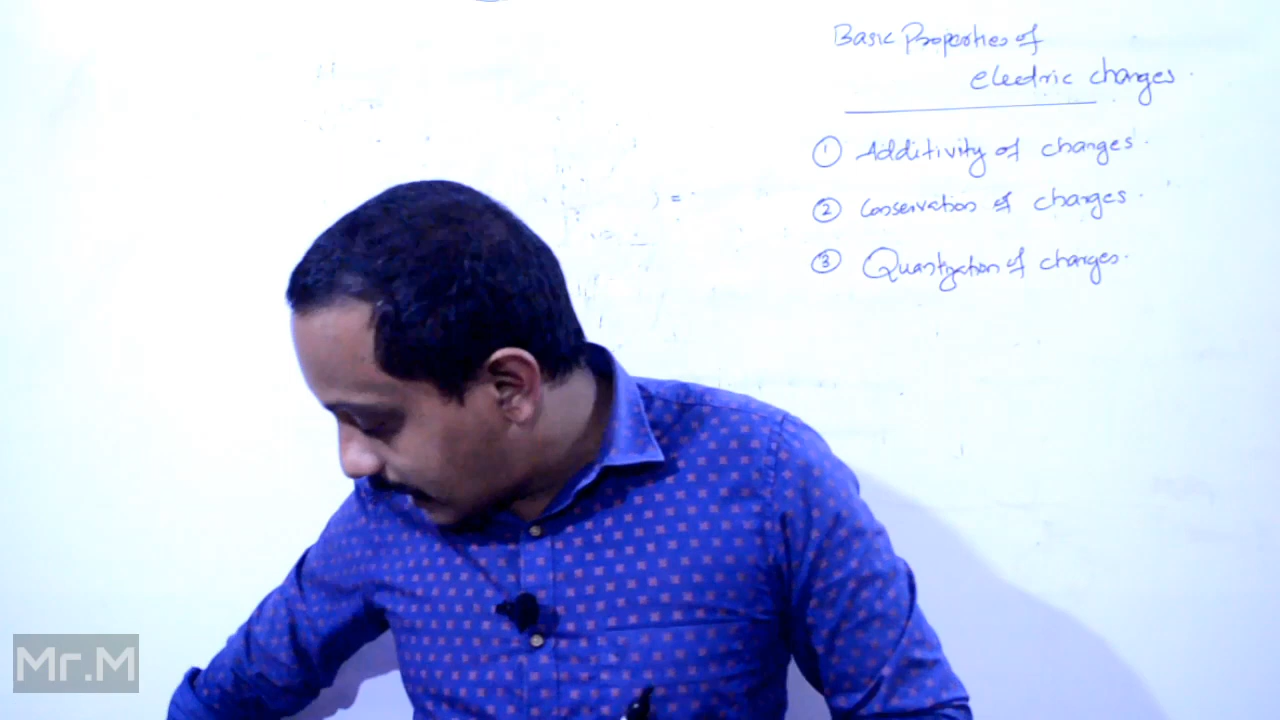 Basic Properties of
electric charges.
① Additivity of charges.
② Conservation of charges.
③ Quantization of charges.
) =
Mr.M